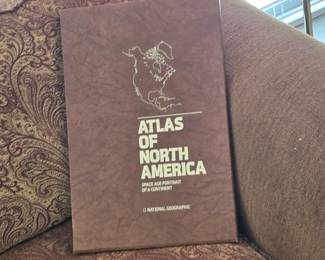 ATLAS
OF
NORTH
AMERICA
SPACE AGE PORTRAIT
OF A CONTINENT
NATIONAL GEOGRAPHIC